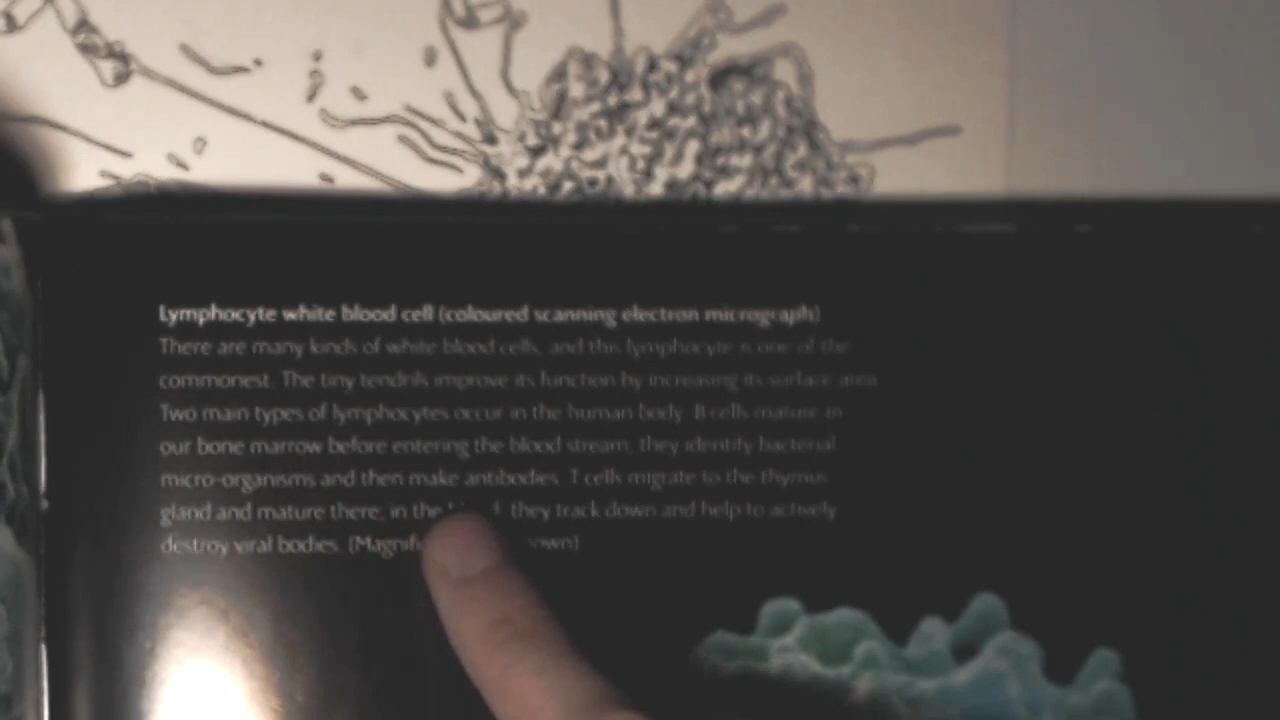 Lymphocyte white blood cell (coloured scanning electron micrograph)
There are many kinds of white blood cells, and this lymphocyte is one of the
commonest. The tiny tendrils improve its function by increasing its surface area.
Two main types of lymphocytes occur in the human body. B cells mature in
our bone marrow before entering the blood stream; they identify bacterial
micro-organisms and then make antibodies. T cells migrate to the thymus
gland and mature there; in the they track down and help to actively
destroy viral bodies.